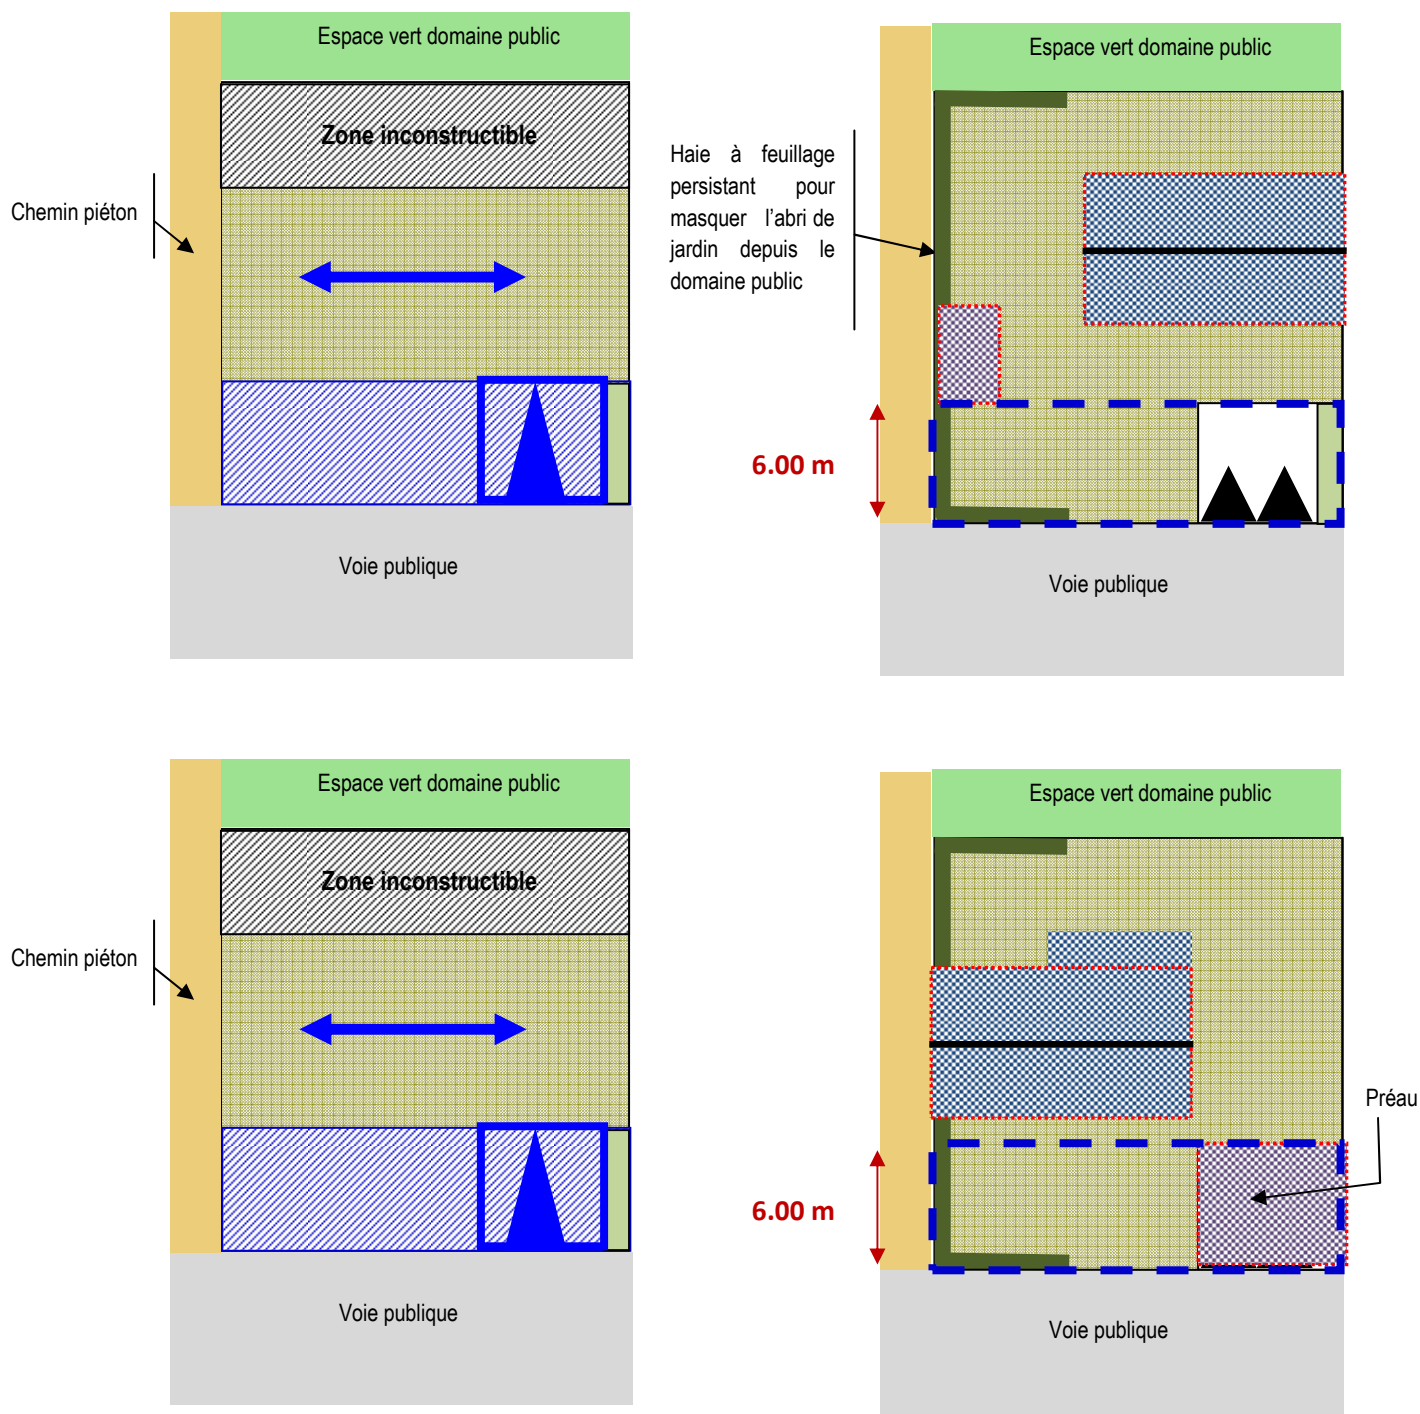 Espace vert domaine public
Zone inconstructible
Chemin piéton
Voie publique
Espace vert domaine public
Haie à feuillage
persistant pour
masquer l'abri de
jardin depuis le
domaine public
6.00 m
Voie publique
Espace vert domaine public
Zone inconstructible
Chemin piéton
Voie publique
Espace vert domaine public
Préau
6.00 m
Voie publique